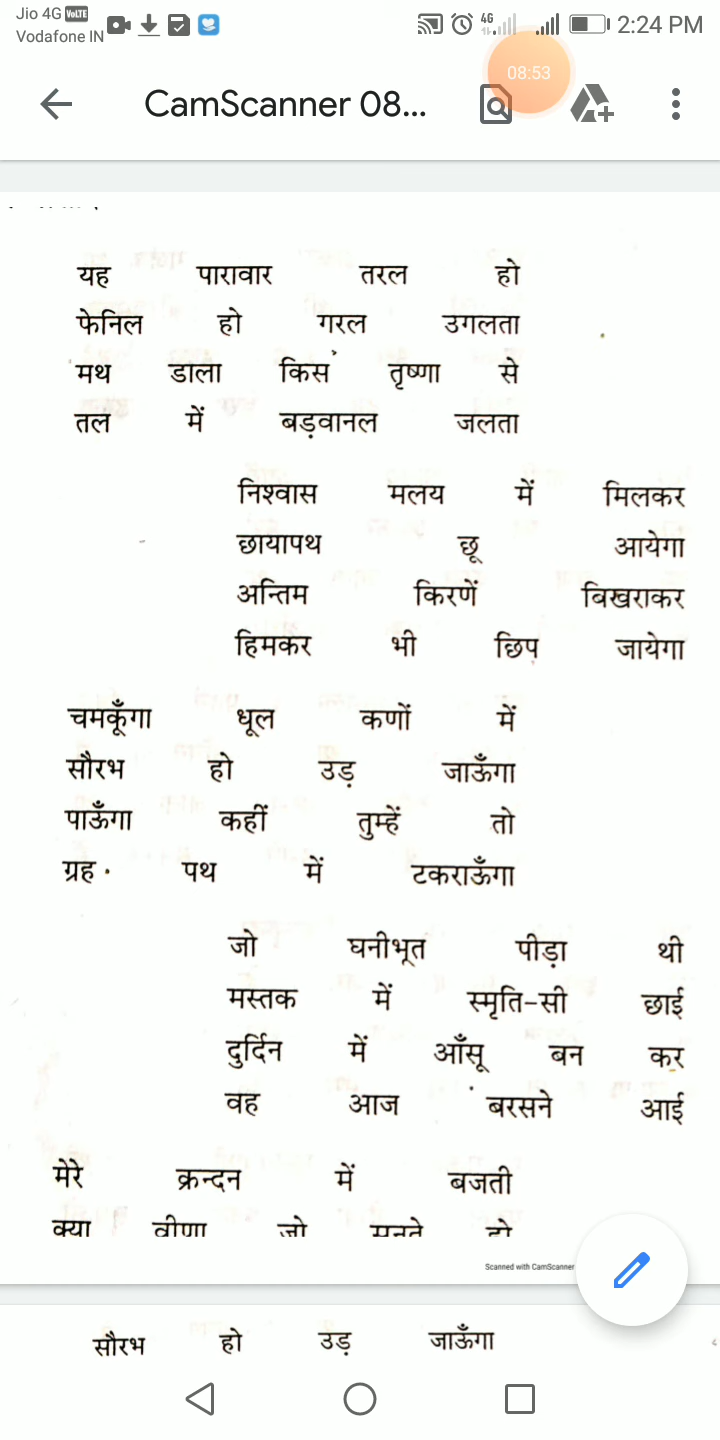 Jio 4G VoLTE
Vodafone IN
4G
2:24 PM
08:53
CamScanner 08...
यह पारावार तरल हो
फेनिल हो गरल उगलता
मथ डाला किस तृष्णा से
तल में बड़वानल जलता
निश्वास मलय में मिलकर
छायापथ छू आयेगा
अन्तिम किरणें बिखराकर
हिमकर भी छिप जायेगा
चमकूँगा धूल कणों में
सौरभ हो उड़ जाऊँगा
पाऊँगा कहीं तुम्हें तो
ग्रह पथ में टकराऊँगा
जो घनीभूत पीड़ा थी
मस्तक में स्मृति-सी छाई
दुर्दिन में आँसू बन कर
वह आज बरसने आई
मेरे क्रन्दन में बजती
क्या वीणा जो सुनते हो
Scanned with CamScanner
सौरभ हो उड़ जाऊँगा